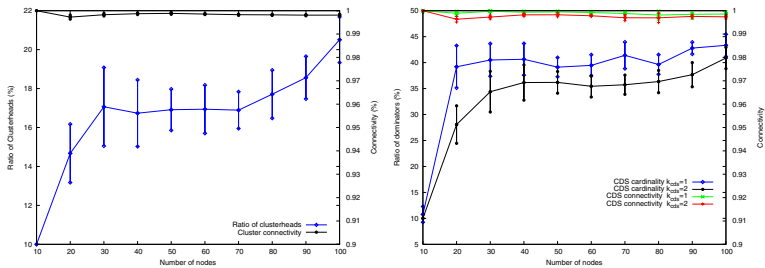 22
20
18
16
14
12
10
Ratio of Clusterheads (%)
1
0.99
0.98
0.97
0.96
0.95
0.94
0.93
0.92
0.91
0.9
Connectivity (%)
Ratio of clusterheads
Cluster connectivity
10 20 30 40 50 60 70 80 90 100
Number of nodes
50
45
40
35
30
25
20
15
10
5
Ratio of dominators (%)
1
0.99
0.98
0.97
0.96
0.95
0.94
0.93
0.92
0.91
0.9
Connectivity
CDS cardinality k_cds=1
CDS cardinality k_cds=2
CDS connectivity k_cds=1
CDS connectivity k_cds=2
10 20 30 40 50 60 70 80 90 100
Number of nodes